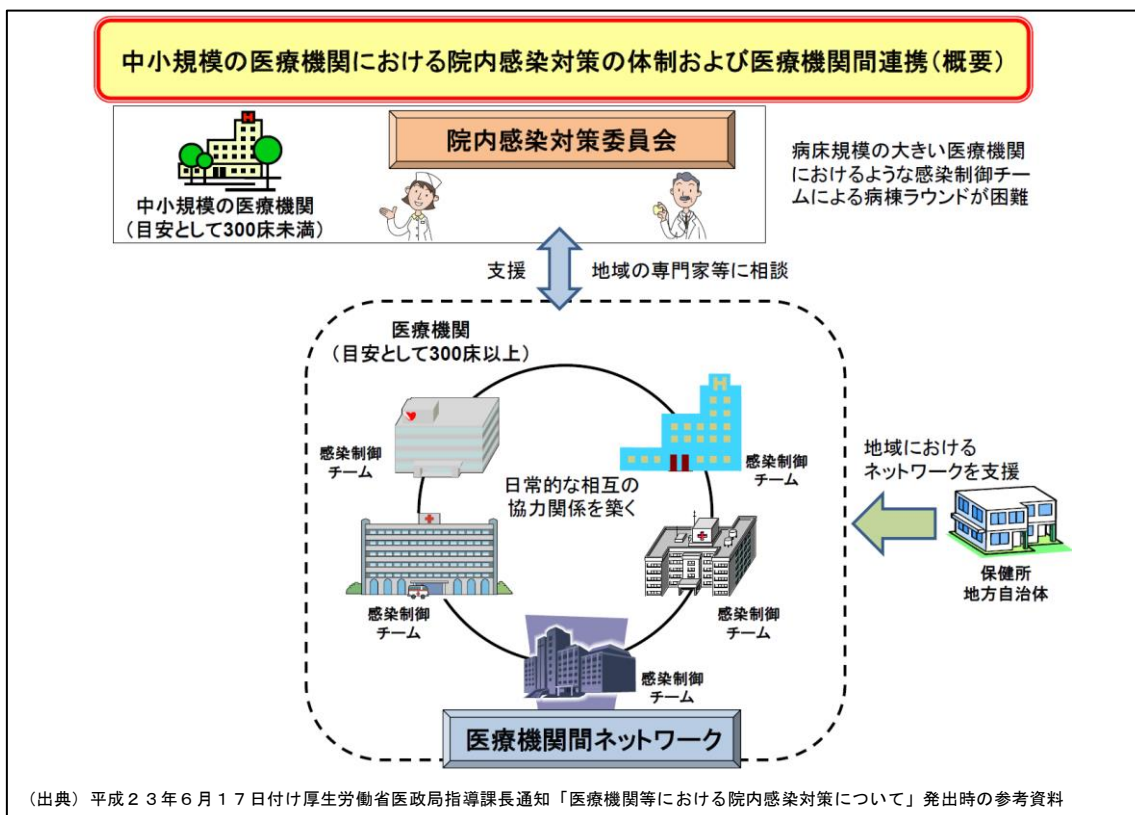 中小規模の医療機関における院内感染対策の体制および医療機関間連携(概要)
院内感染対策委員会
中小規模の医療機関
(目安として300床未満)
病床規模の大きい医療機関
におけるような感染制御チー
ムによる病棟ラウンドが困難
支援
地域の専門家等に相談
医療機関
(目安として300床以上)
感染制御
チーム
感染制御
チーム
日常的な相互の
協力関係を築く
地域における
ネットワークを支援
保健所
地方自治体
感染制御
チーム
感染制御
チーム
感染制御
チーム
医療機関間ネットワーク
(出典)平成23年6月17日付け厚生労働省医政局指導課長通知「医療機関等における院内感染対策について」発出時の参考資料